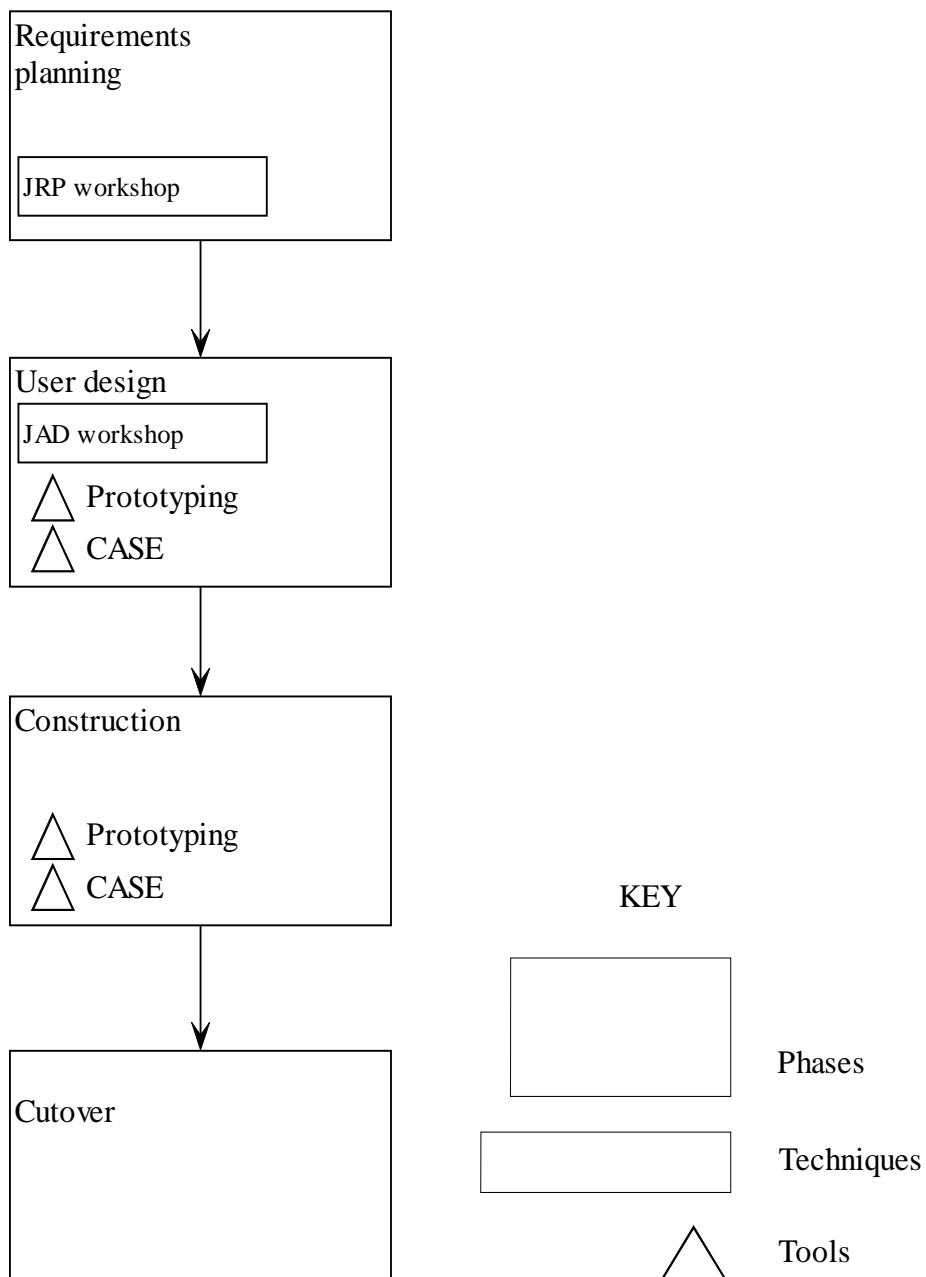 Requirements
planning
JRP workshop
User design
JAD workshop
Prototyping
CASE
Construction
Prototyping
CASE
Cutover
KEY
Phases
Techniques
Tools